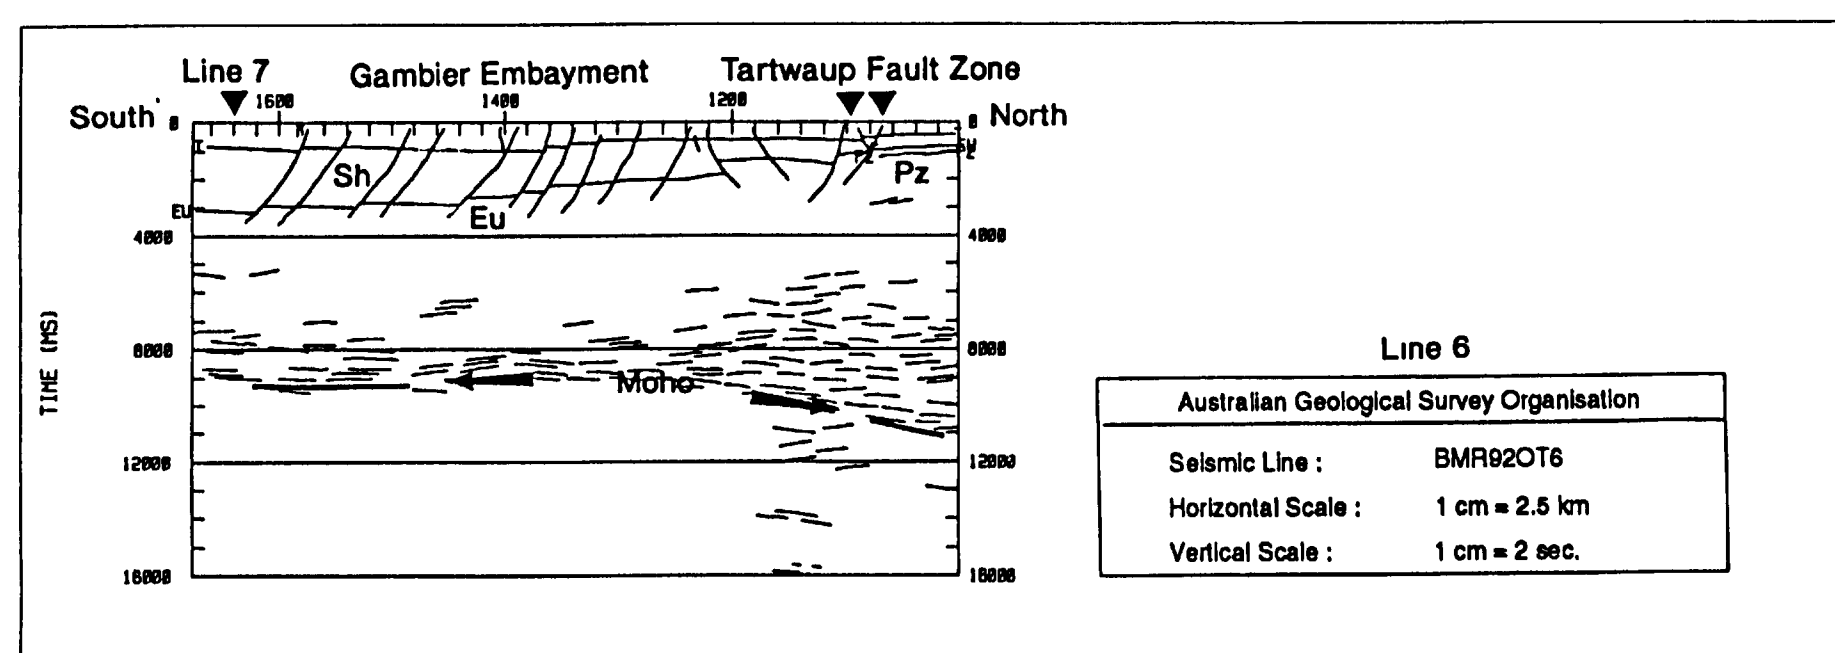 Line 7 Gambier Embayment Tartwaup Fault Zone
1600 1400 1200
South 0 0 North
I
Sh Pz
EU Eu
4000 4000
TIME (MS)
8000 8000
Moho
12000 12000
16000 16000
Line 6
Australian Geological Survey Organisation
Seismic Line : BMR92OT6
Horizontal Scale : 1 cm = 2.5 km
Vertical Scale : 1 cm = 2 sec.